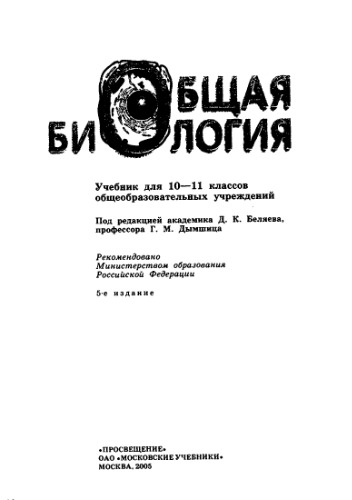 ОБЩАЯ
БИОЛОГИЯ
Учебник для 10—11 классов
общеобразовательных учреждений
Под редакцией академика Д. К. Беляева,
профессора Г. М. Дымшица
Рекомендовано
Министерством образования
Российской Федерации
5-е издание
«ПРОСВЕЩЕНИЕ»
ОАО «МОСКОВСКИЕ УЧЕБНИКИ»
МОСКВА, 2005